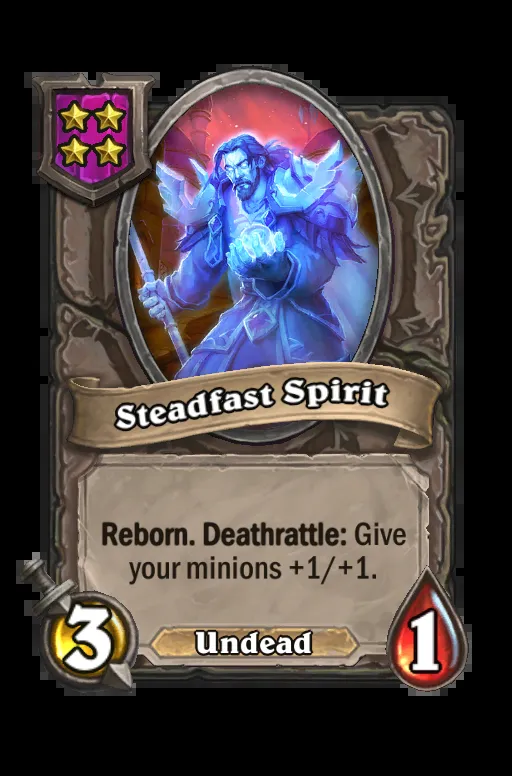 Steadfast Spirit
Reborn. Deathrattle: Give
your minions +1/+1.
3
Undead
1